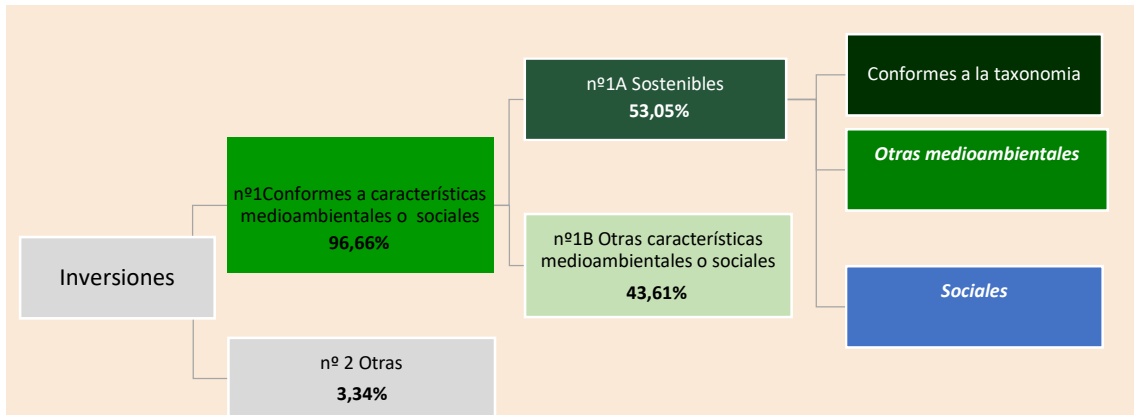 Inversiones
nº1Conformes a características
medioambientales o sociales
96,66%
nº 2 Otras
3,34%
nº1A Sostenibles
53,05%
nº1B Otras características
medioambientales o sociales
43,61%
Conformes a la taxonomia
Otras medioambientales
Sociales